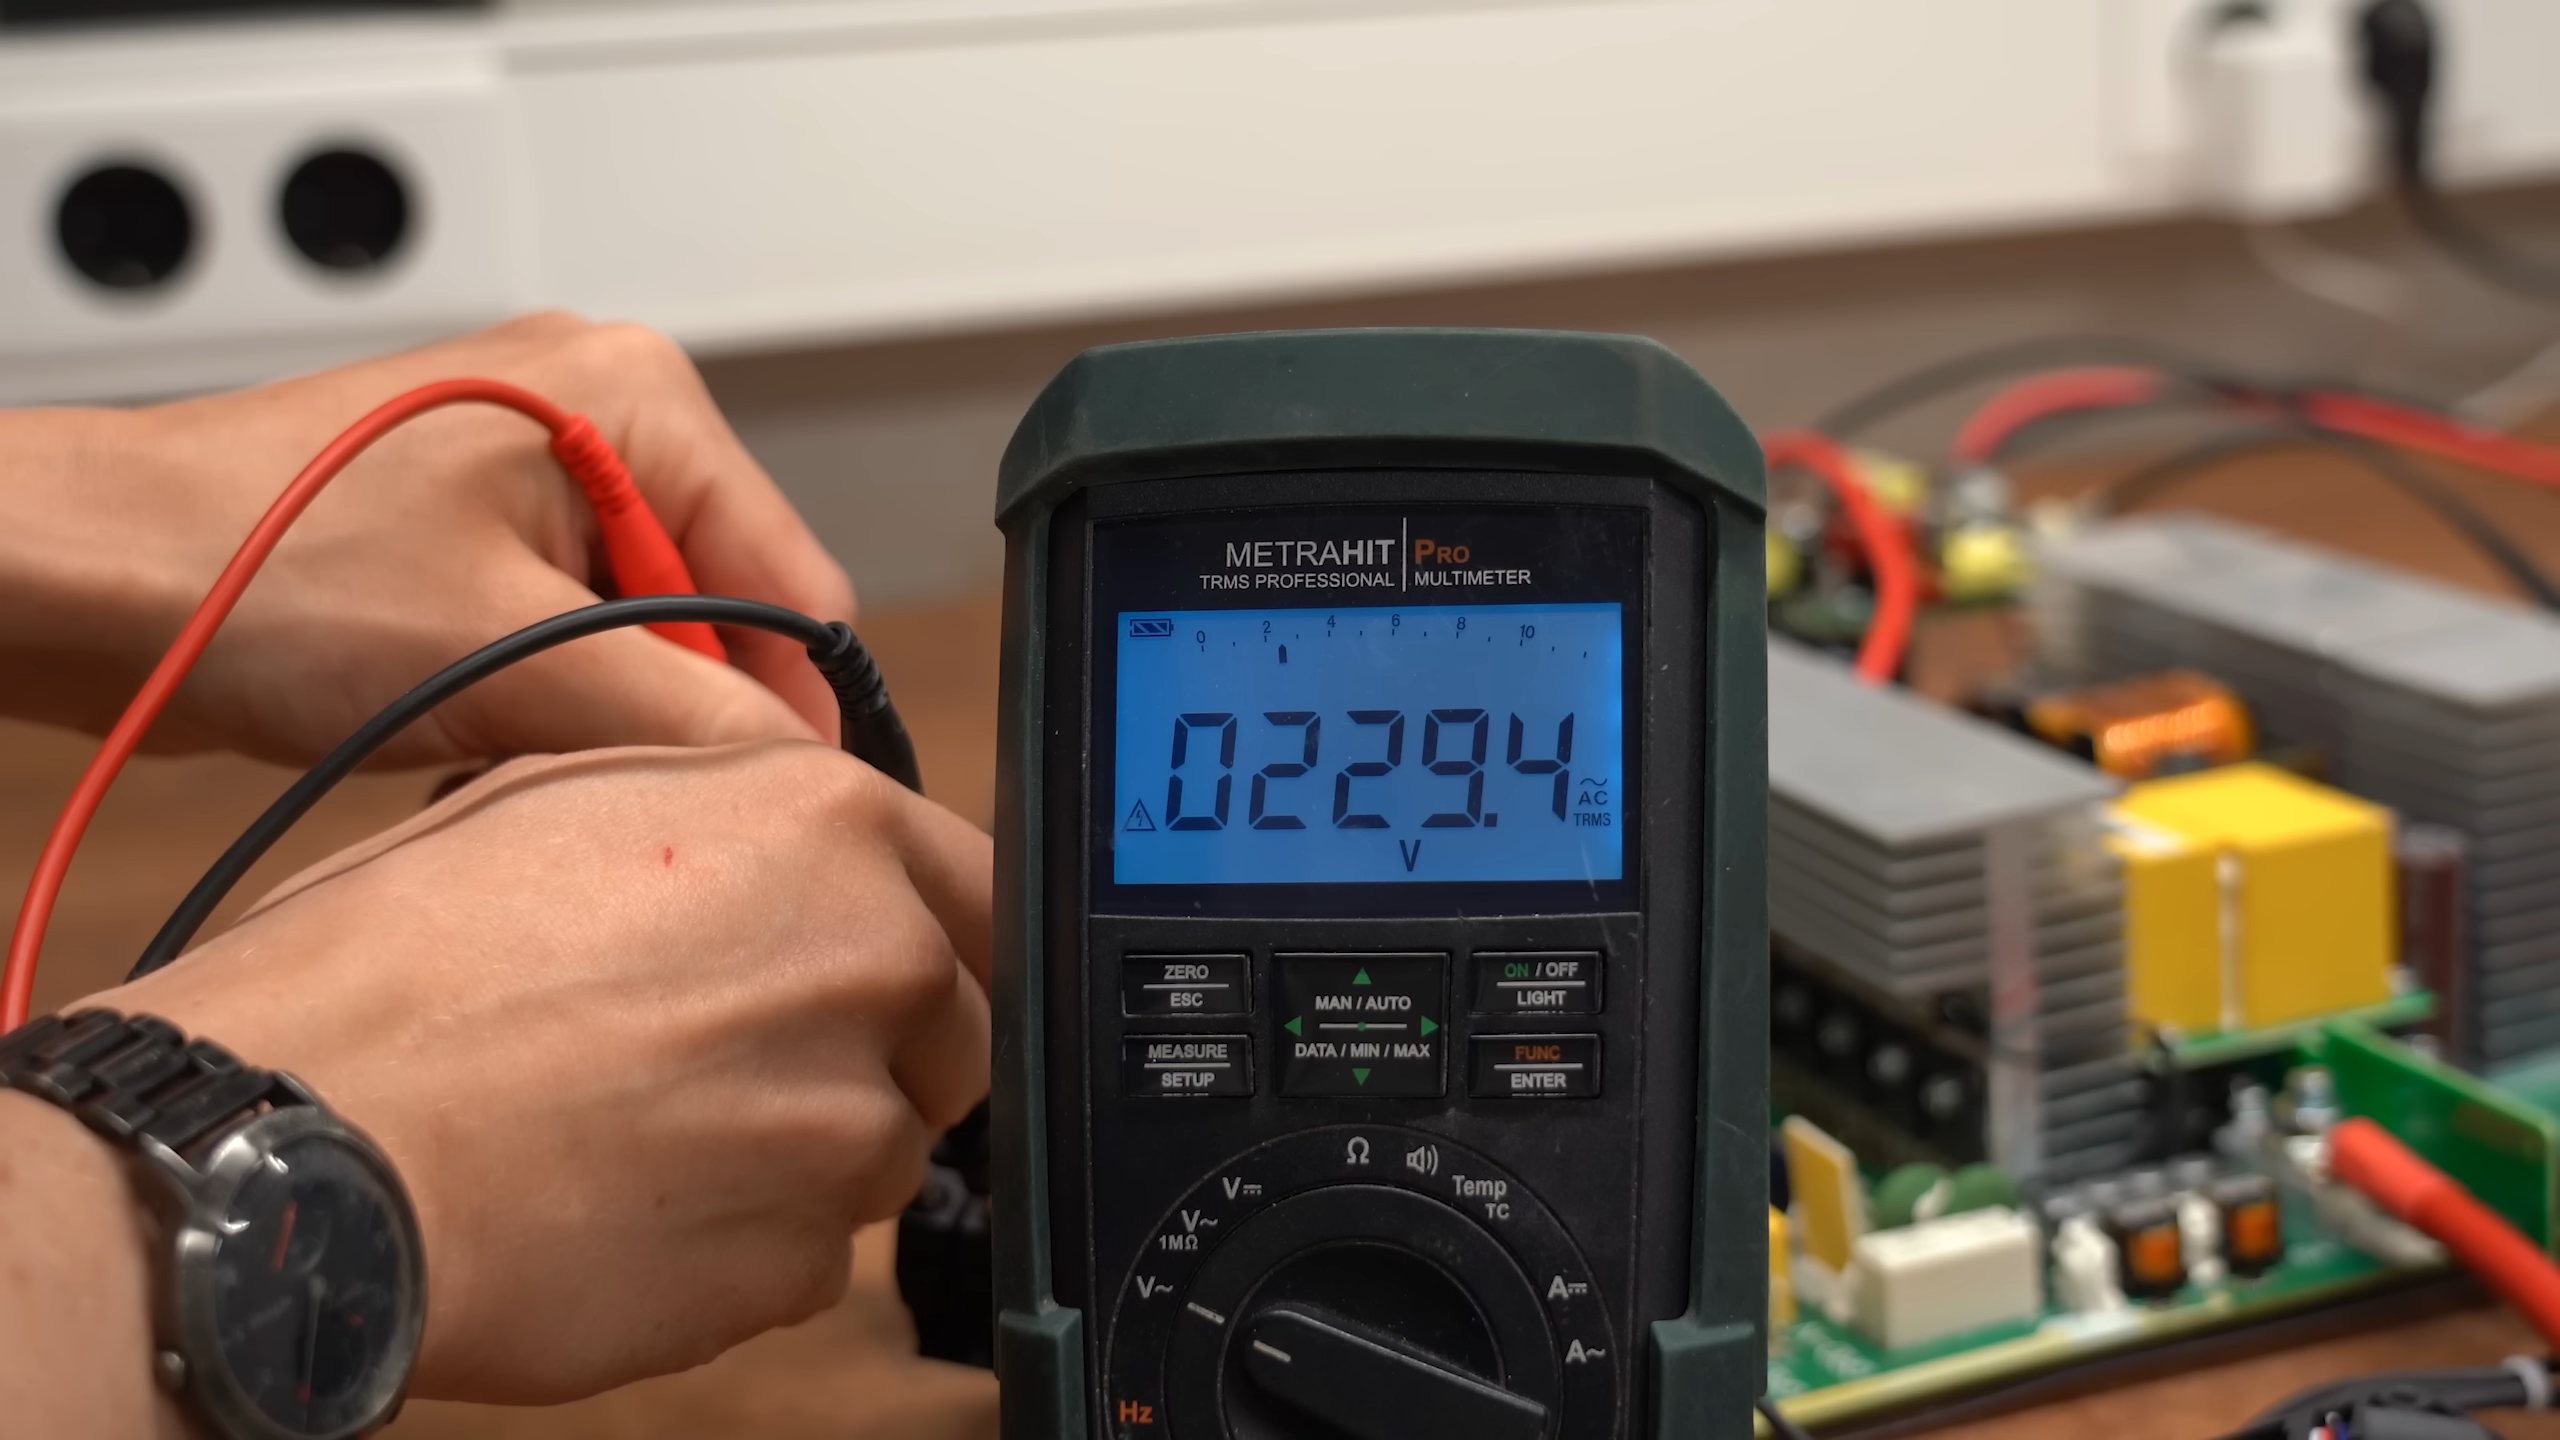 METRAHIT PRO
TRMS PROFESSIONAL MULTIMETER
0 2 4 6 8 10
0229.4
~
AC
TRMS
V
ZERO
ESC
MAN / AUTO
DATA / MIN / MAX
ON / OFF
LIGHT
MEASURE
SETUP
FUNC
ENTER
Ω
Temp
TC
V⎓
V~
1MΩ
V~
A⎓
A~
Hz